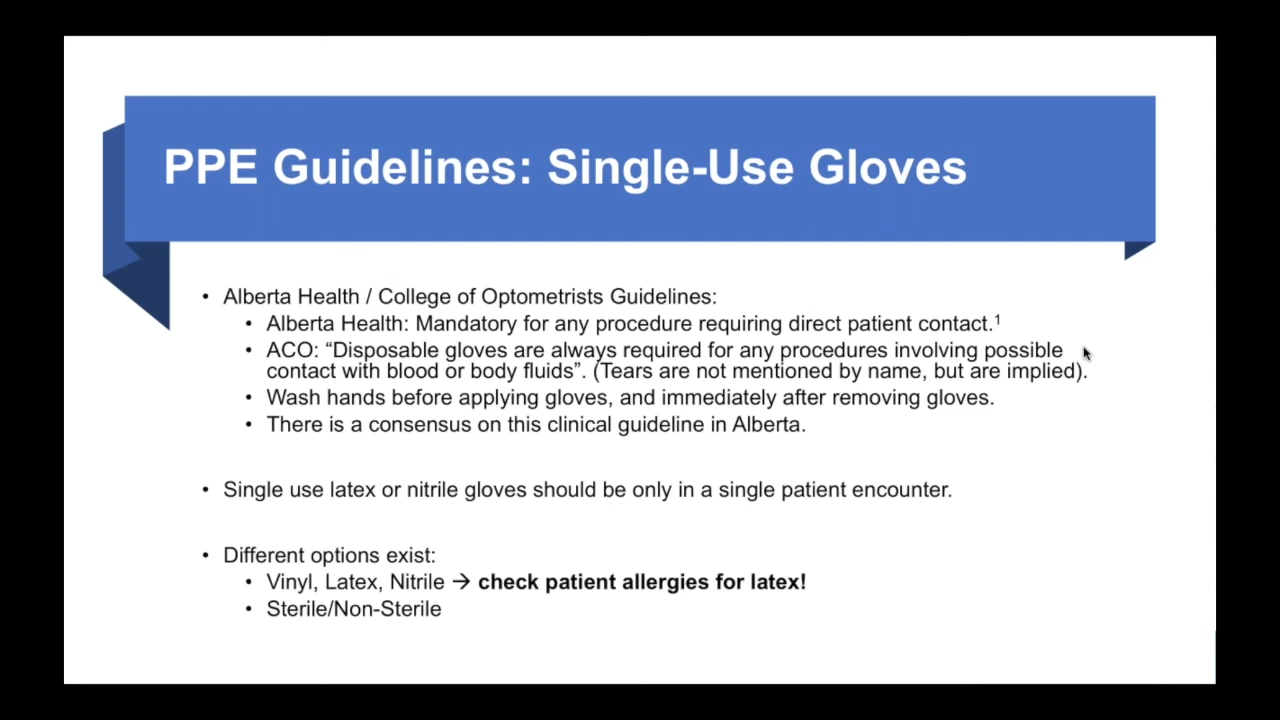 PPE Guidelines: Single-Use Gloves
• Alberta Health / College of Optometrists Guidelines:
• Alberta Health: Mandatory for any procedure requiring direct patient contact.¹
• ACO: “Disposable gloves are always required for any procedures involving possible
contact with blood or body fluids”. (Tears are not mentioned by name, but are implied).
• Wash hands before applying gloves, and immediately after removing gloves.
• There is a consensus on this clinical guideline in Alberta.
• Single use latex or nitrile gloves should be only in a single patient encounter.
• Different options exist:
• Vinyl, Latex, Nitrile → check patient allergies for latex!
• Sterile/Non-Sterile